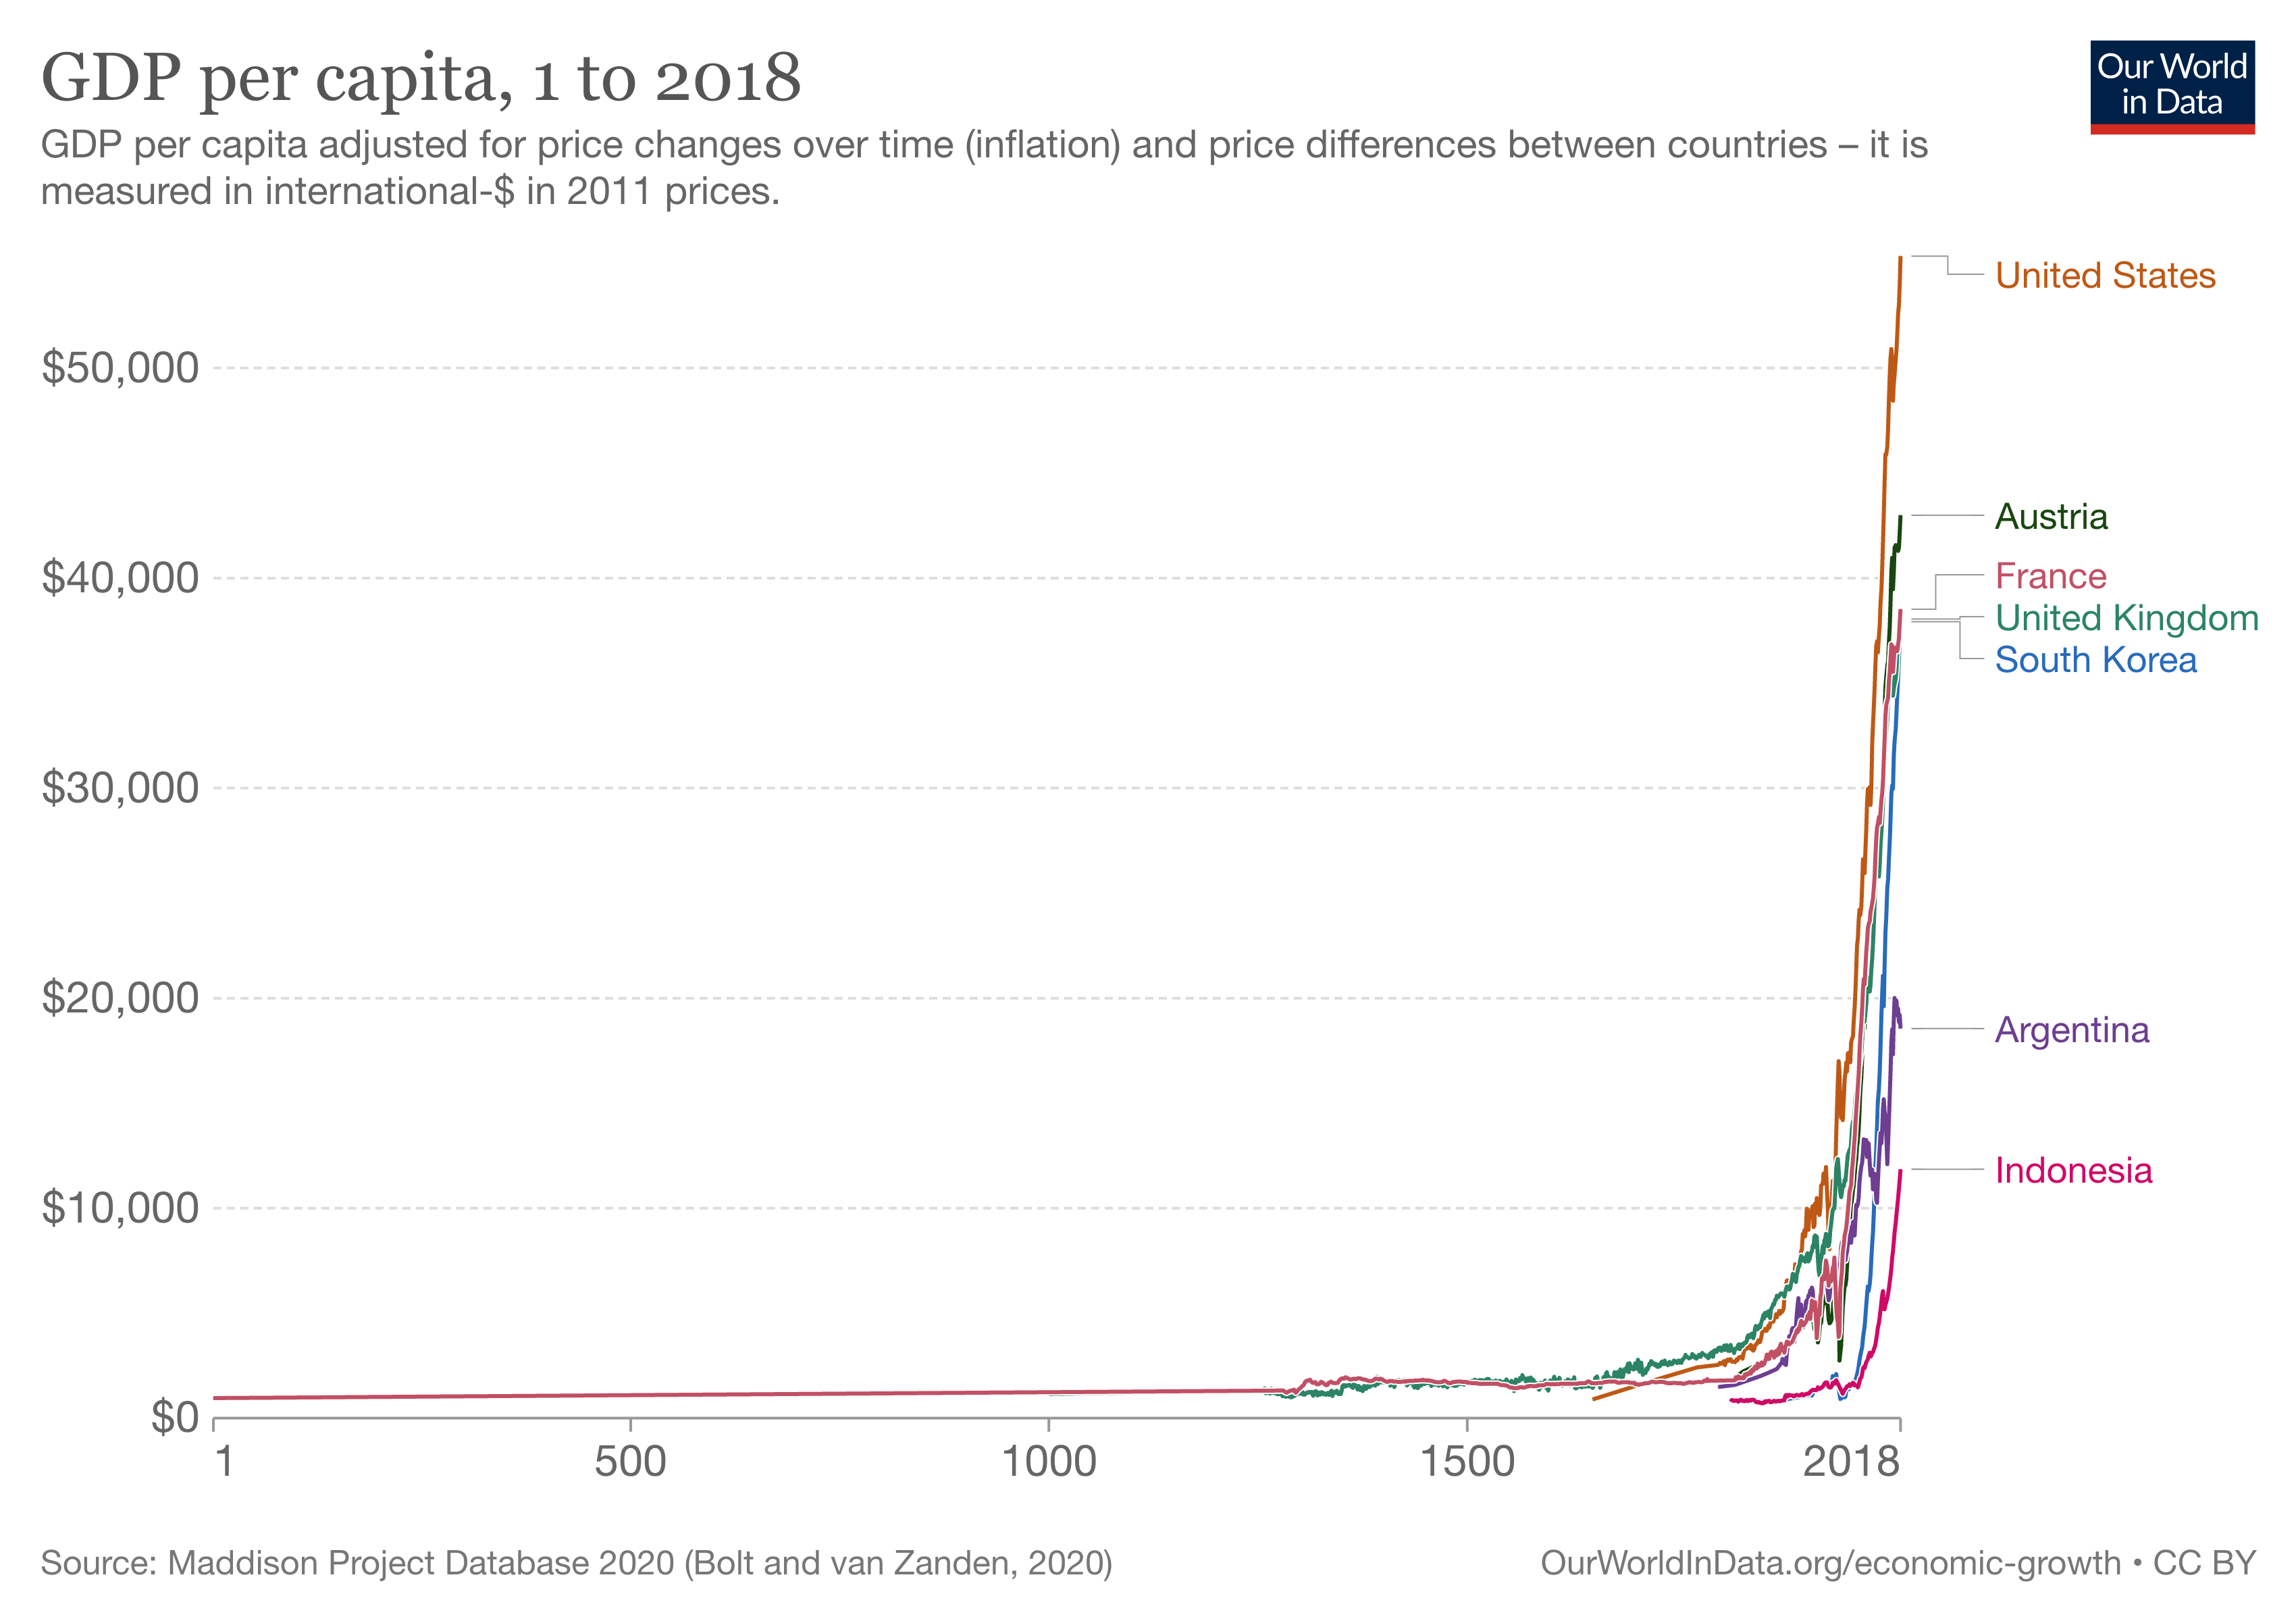 GDP per capita, 1 to 2018
Our World
in Data
GDP per capita adjusted for price changes over time (inflation) and price differences between countries – it is
measured in international-$ in 2011 prices.
United States
$50,000
Austria
$40,000
France
United Kingdom
South Korea
$30,000
$20,000
Argentina
Indonesia
$10,000
$0
1
500
1000
1500
2018
Source: Maddison Project Database 2020 (Bolt and van Zanden, 2020)
OurWorldInData.org/economic-growth • CC BY